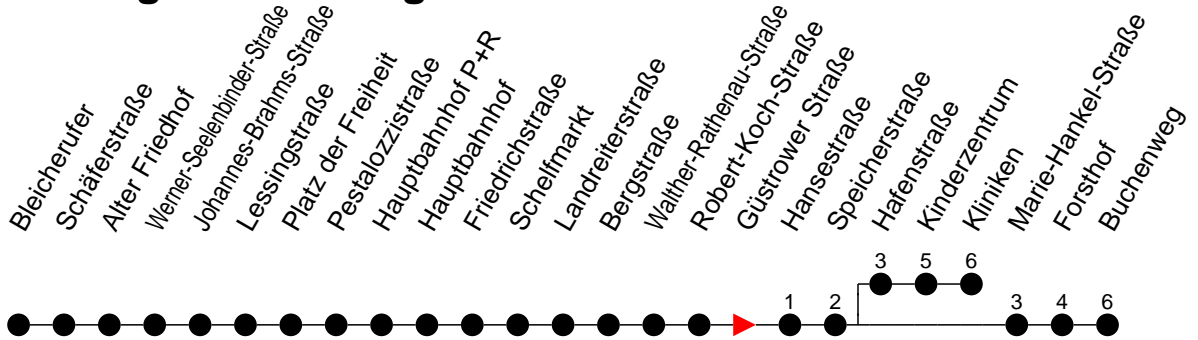 Bleicherufer
Schäferstraße
Alter Friedhof
Werner-Seelenbinder-Straße
Johannes-Brahms-Straße
Lessingstraße
Platz der Freiheit
Pestalozzistraße
Hauptbahnhof P+R
Hauptbahnhof
Friedrichstraße
Schelfmarkt
Landreiterstraße
Bergstraße
Walther-Rathenau-Straße
Robert-Koch-Straße
Güstrower Straße
Hansestraße
Speicherstraße
Hafenstraße
Kinderzentrum
Kliniken
Marie-Hankel-Straße
Forsthof
Buchenweg
3 5 6
1 2 3 4 6